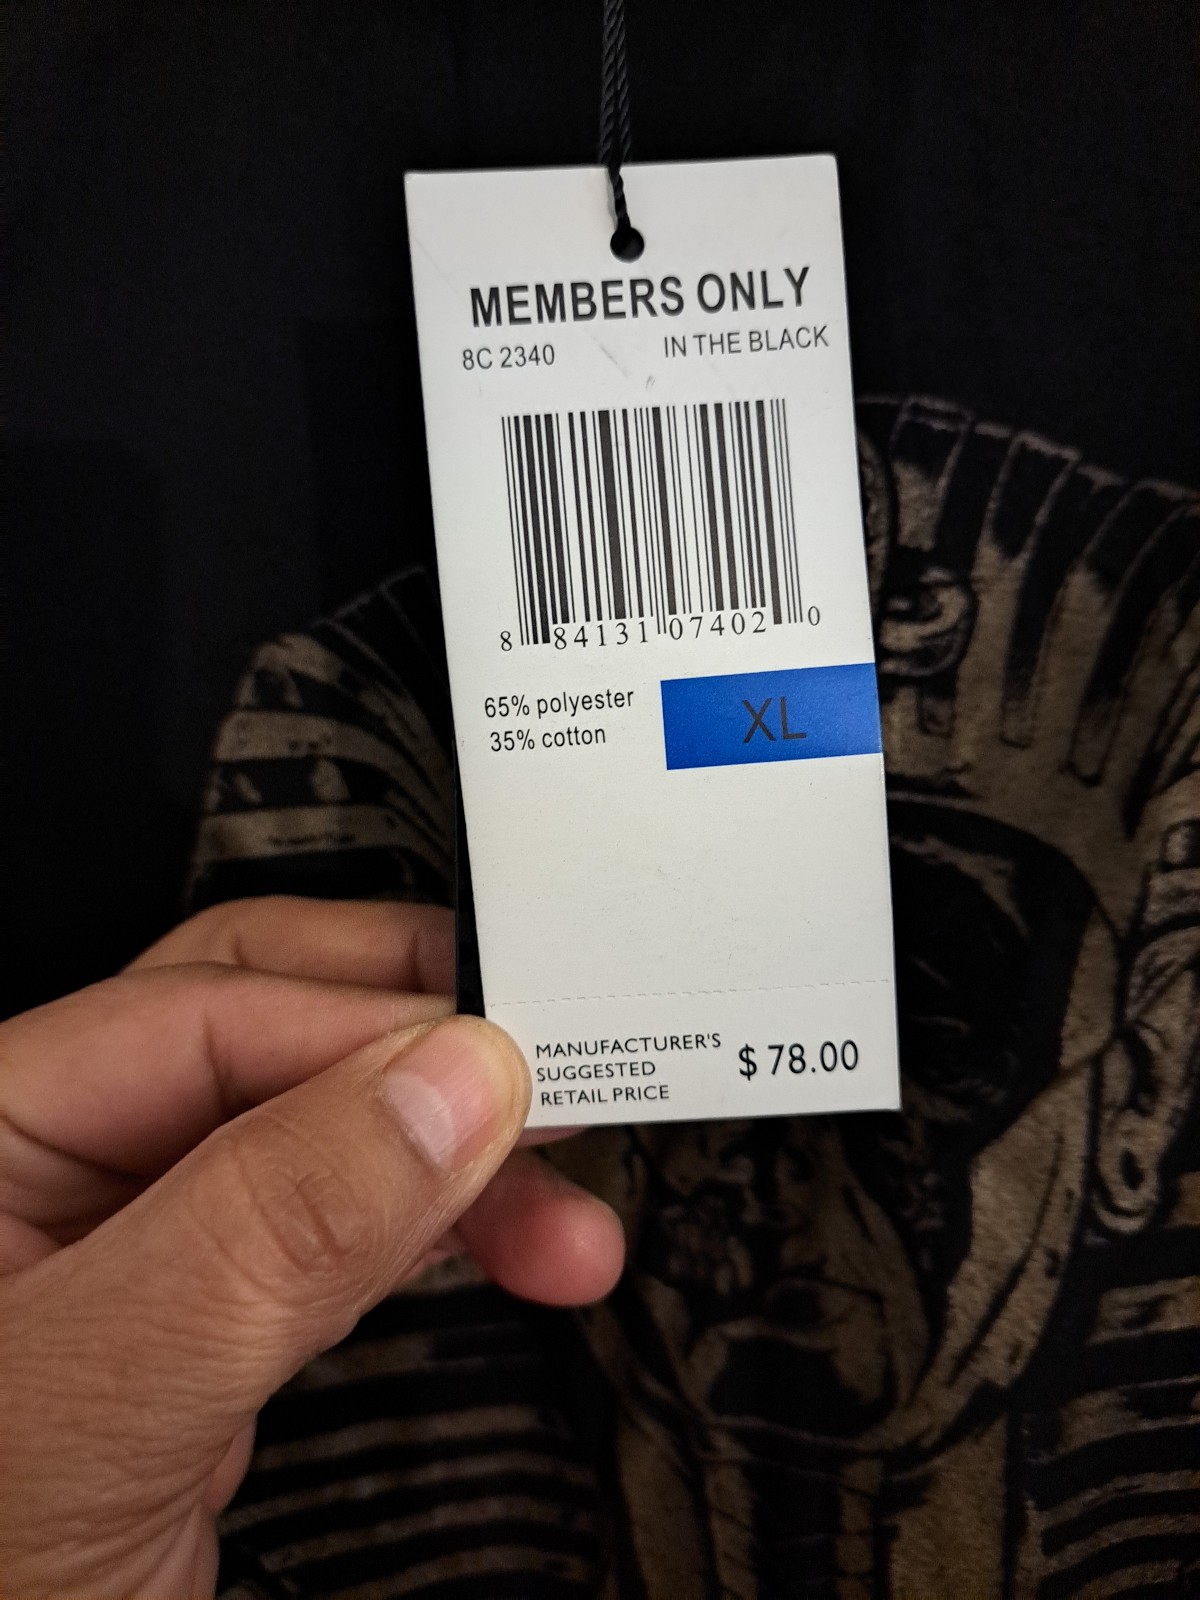 MEMBERS ONLY
8C 2340 IN THE BLACK
8 84131 07402 0
65% polyester
35% cotton
XL
MANUFACTURER'S
SUGGESTED
RETAIL PRICE
$ 78.00